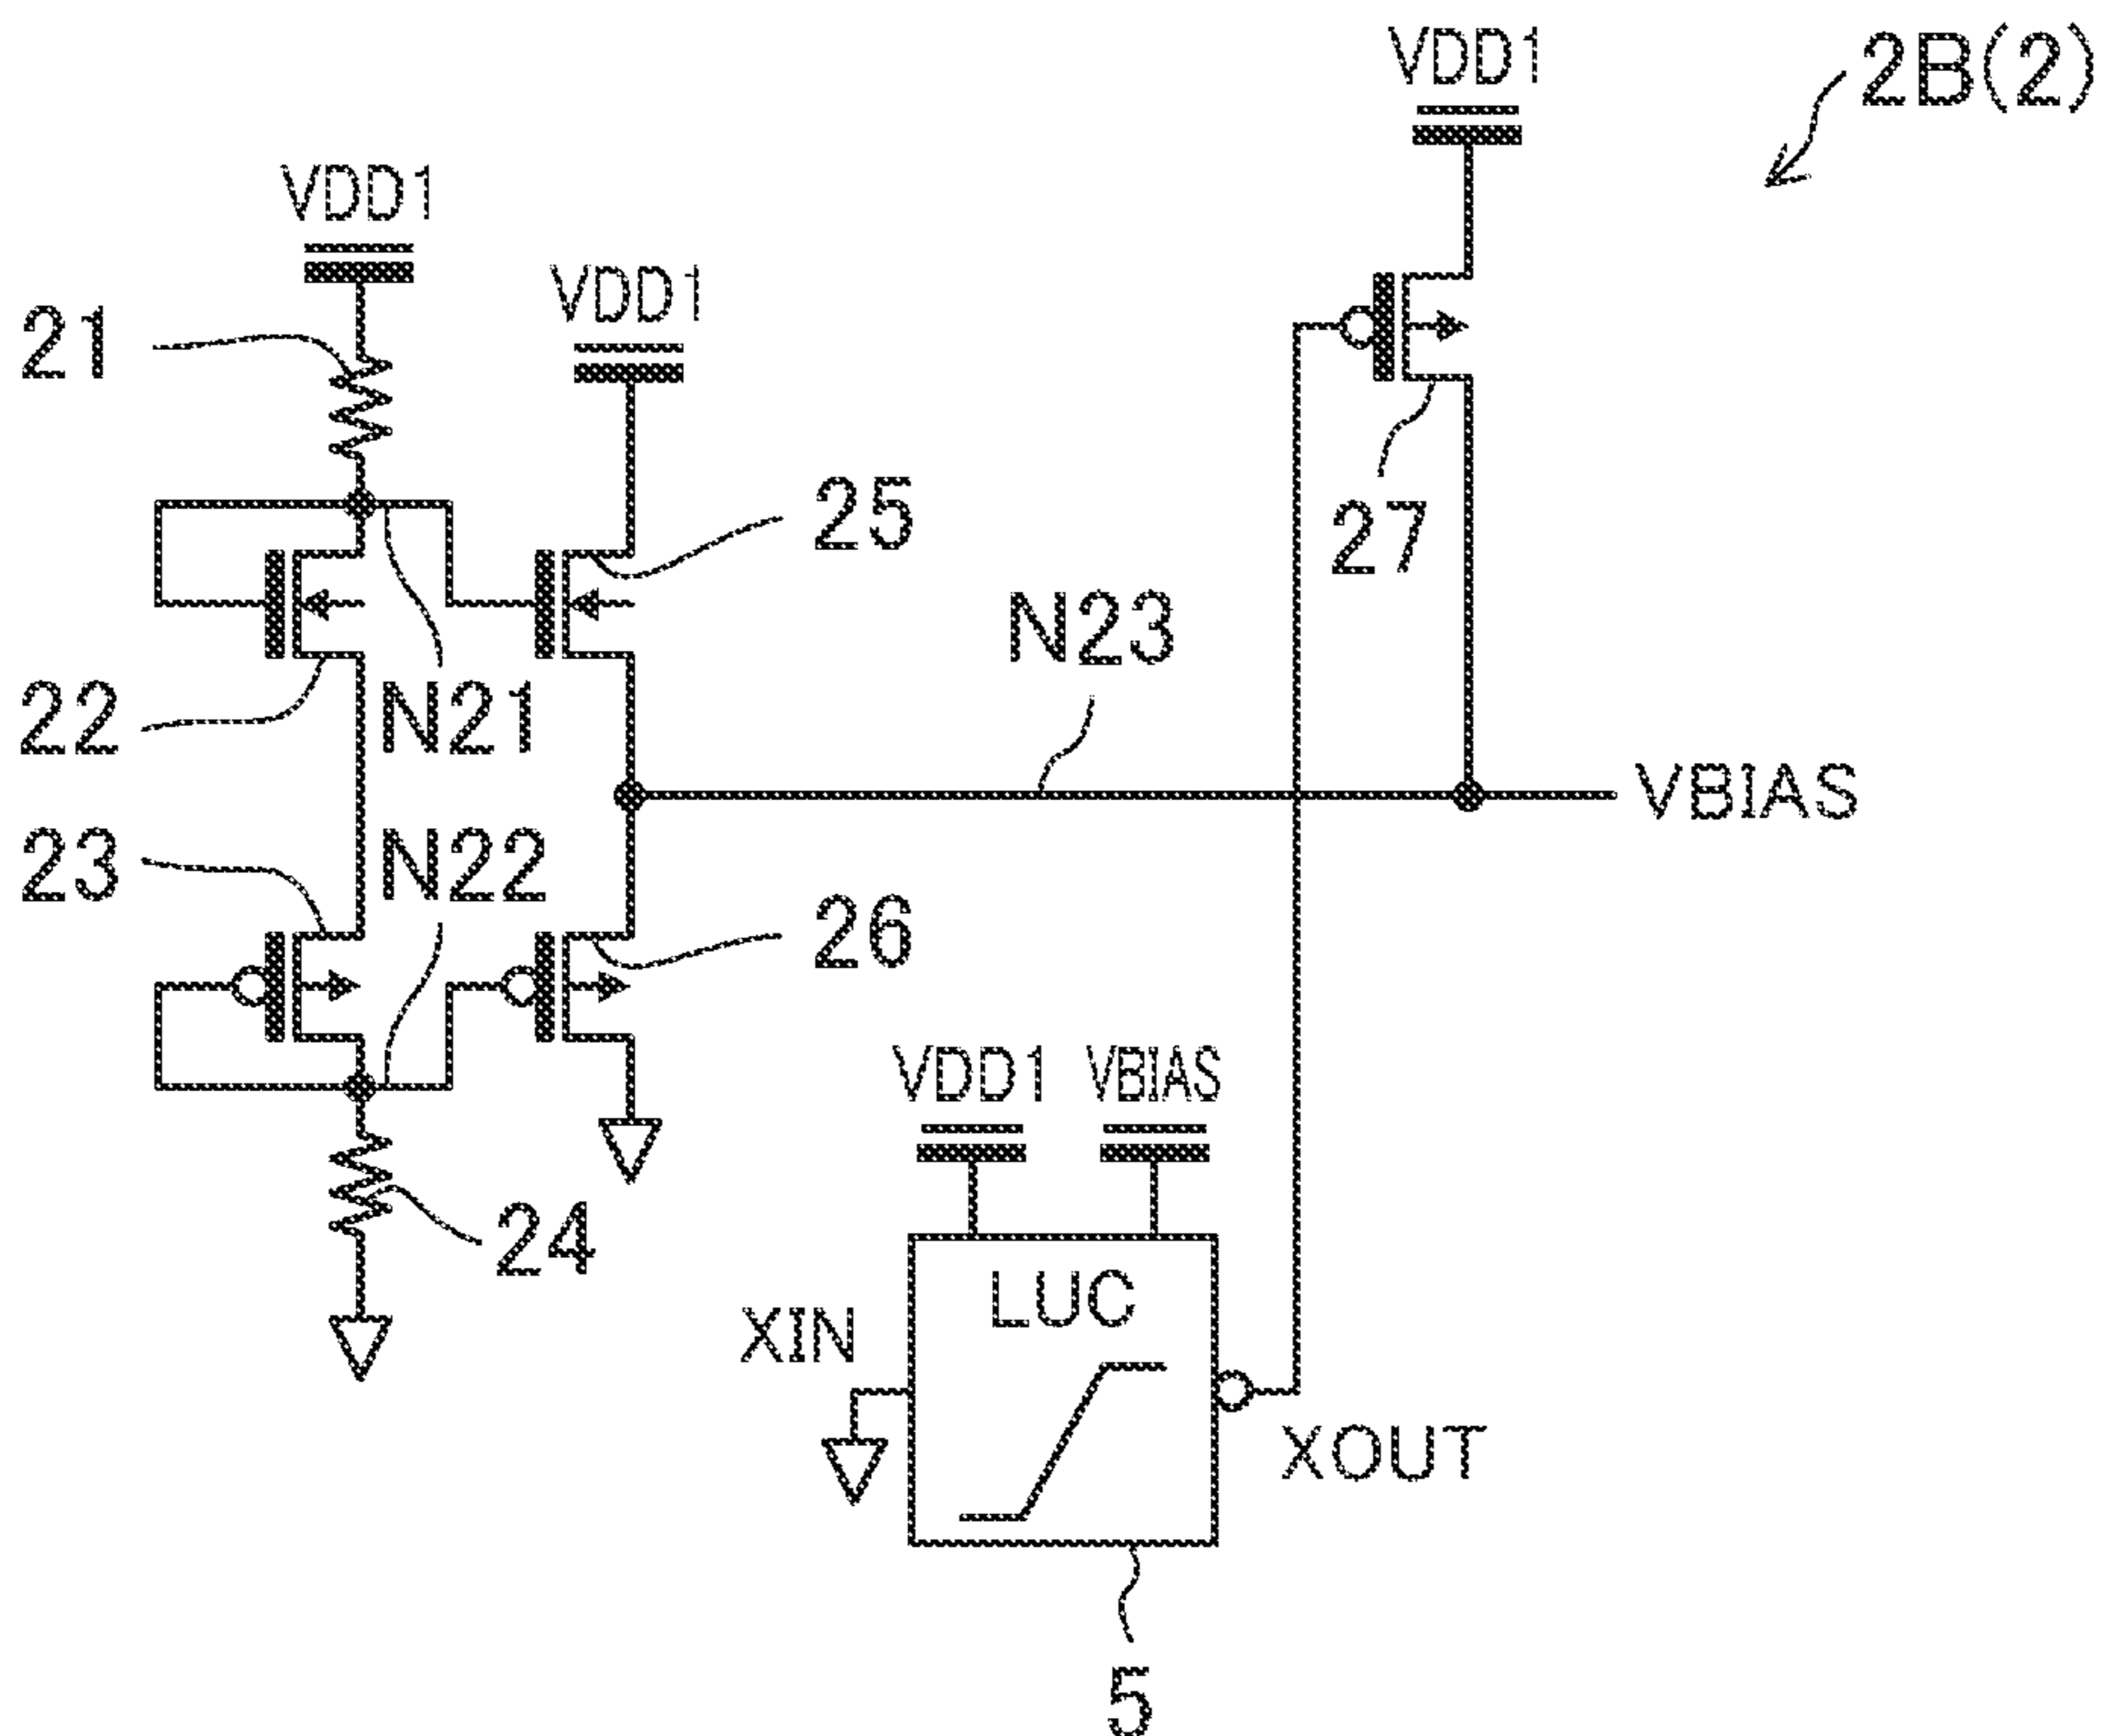 VDD1
2B(2)
VDD1
VDD1
21
25
27
N23
22
N21
VBIAS
23
N22
26
VDD1
VBIAS
24
LUC
XIN
XOUT
5